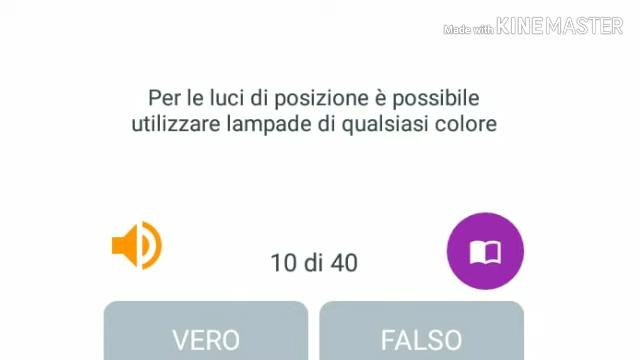 Made with KINEMASTER
Per le luci di posizione è possibile
utilizzare lampade di qualsiasi colore
10 di 40
VERO
FALSO